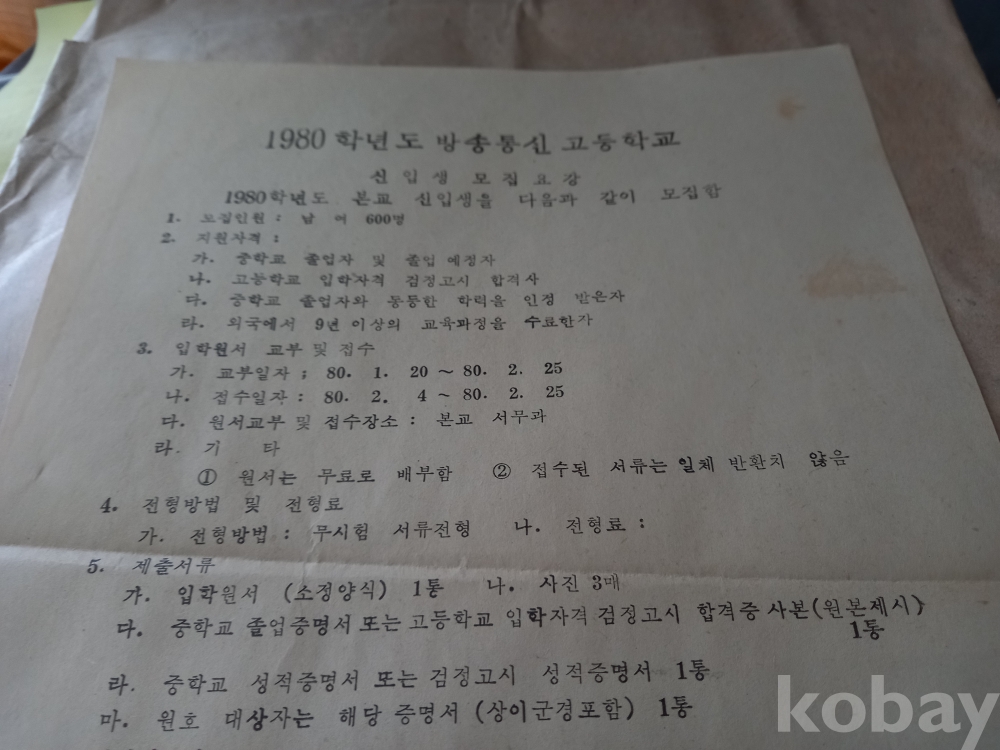 1980 학년도 방송통신 고등학교
신입생 모집요강
1980학년도 본교 신입생을 다음과 같이 모집함
1. 모집인원 : 남 여 600명
2. 지원자격 :
가. 중학교 졸업자 및 졸업 예정자
나. 고등학교 입학자격 검정고시 합격자
다. 중학교 졸업자와 동등한 학력을 인정 받은자
라. 외국에서 9년 이상의 교육과정을 수료한자
3. 입학원서 교부 및 접수
가. 교부일자 ; 80. 1. 20 ~ 80. 2. 25
나. 접수일자 : 80. 2. 4 ~ 80. 2. 25
다. 원서교부 및 접수장소 : 본교 서무과
라. 기 타
① 원서는 무료로 배부함 ② 접수된 서류는 일체 반환치 않음
4. 전형방법 및 전형료
가. 전형방법 : 무시험 서류전형 나. 전형료 :
5. 제출서류
가. 입학원서 (소정양식) 1통 나. 사진 3매
다. 중학교 졸업증명서 또는 고등학교 입학자격 검정고시 합격증 사본(원본제시)
1통
라. 중학교 성적증명서 또는 검정고시 성적증명서 1통
마. 원호 대상자는 해당 증명서 (상이군경포함) 1통
kobay